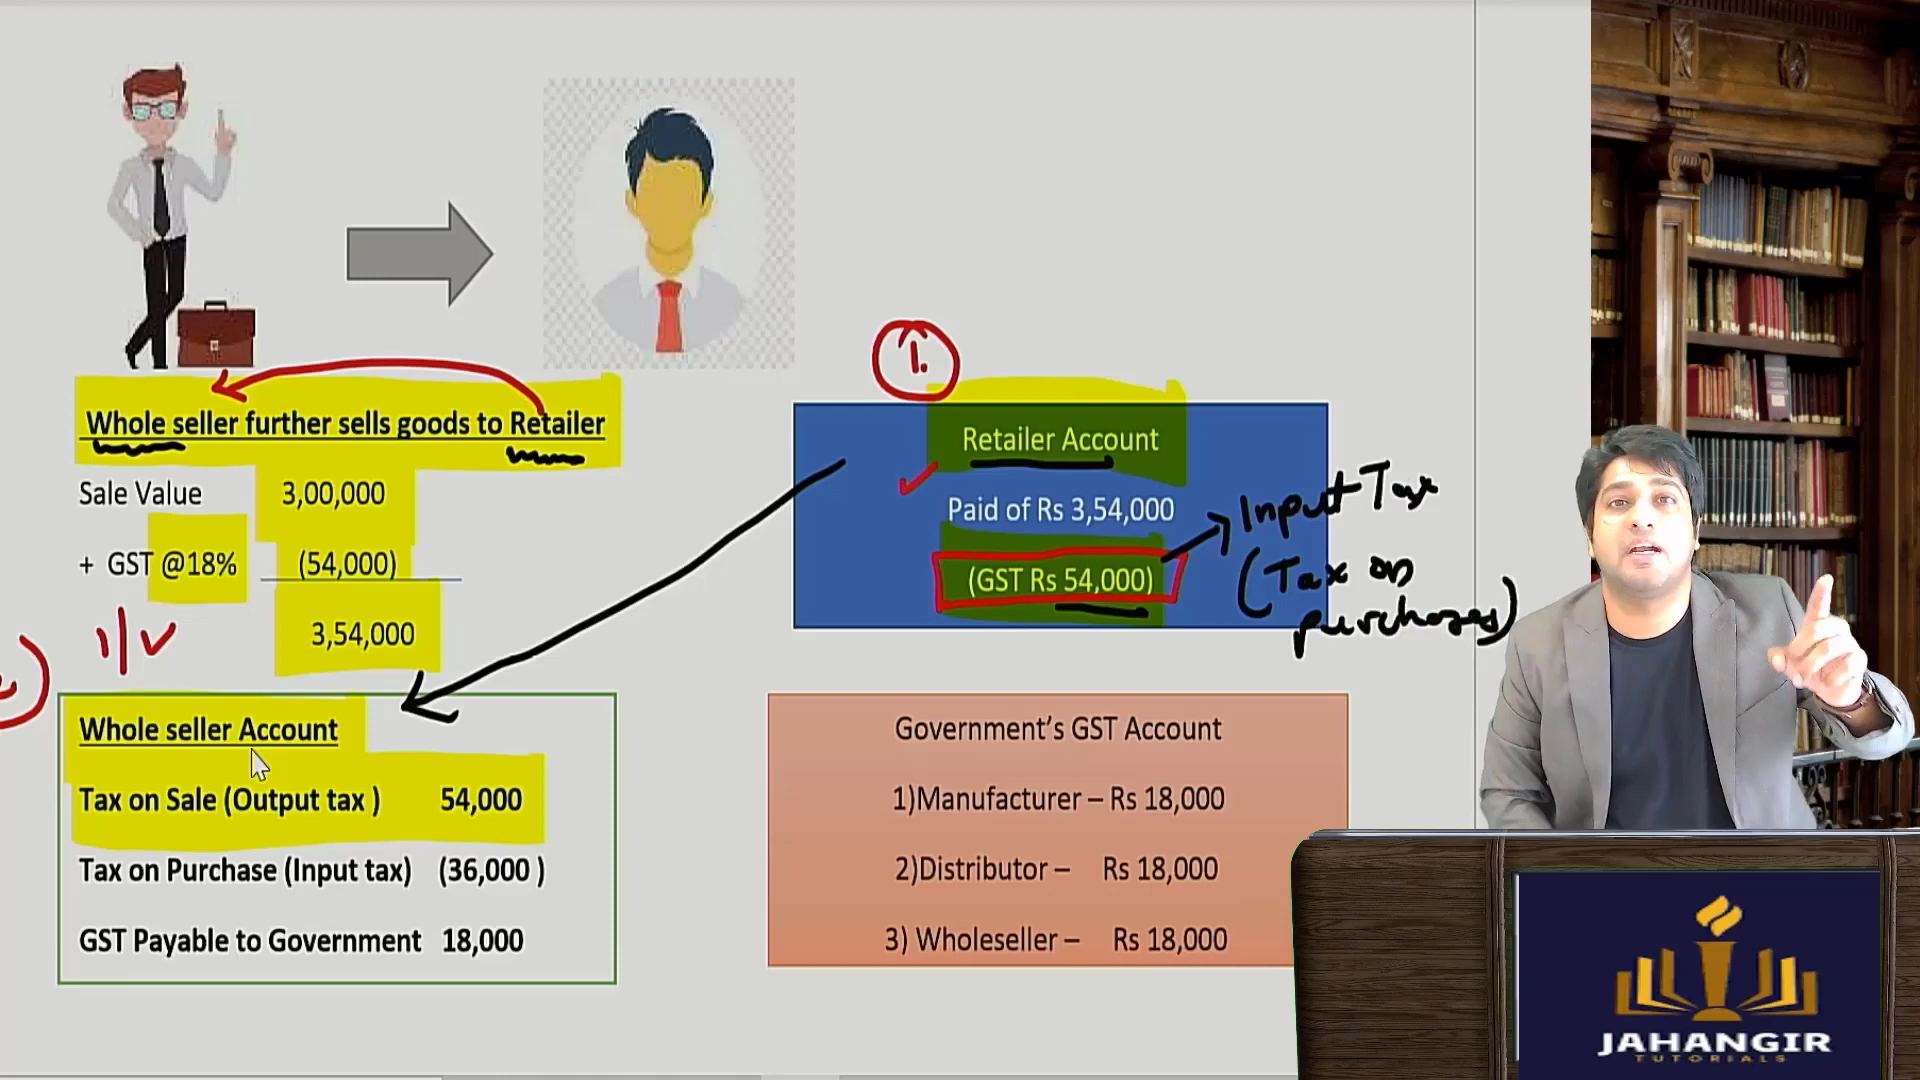 Whole seller further sells goods to Retailer
Sale Value 3,00,000
+ GST @18% (54,000)
3,54,000
Whole seller Account
Tax on Sale (Output tax ) 54,000
Tax on Purchase (Input tax) (36,000 )
GST Payable to Government 18,000
1.
Retailer Account
Paid of Rs 3,54,000
(GST Rs 54,000)
Input Tax
(Tax on
purchases)
Government’s GST Account
1)Manufacturer – Rs 18,000
2)Distributor – Rs 18,000
3) Wholeseller – Rs 18,000
JAHANGIR
TUTORIALS